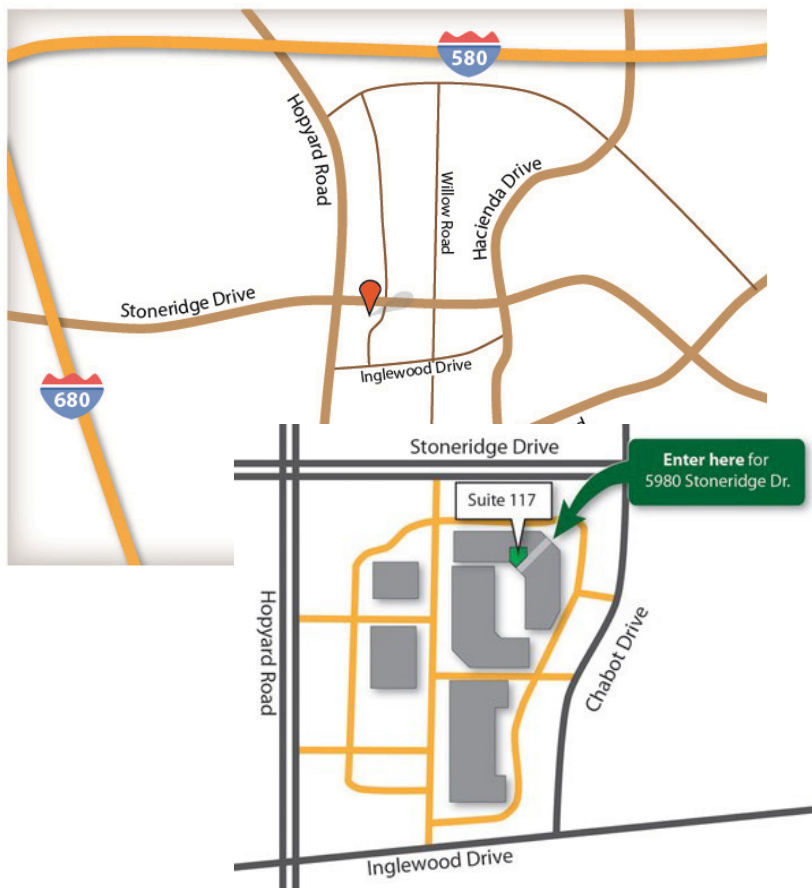 580
Hopyard
Road
Willow Road
Hacienda Drive
Stoneridge Drive
Inglewood Drive
680
Stoneridge Drive
Enter here for
5980 Stoneridge Dr.
Suite 117
Hopyard Road
Chabot Drive
Inglewood Drive